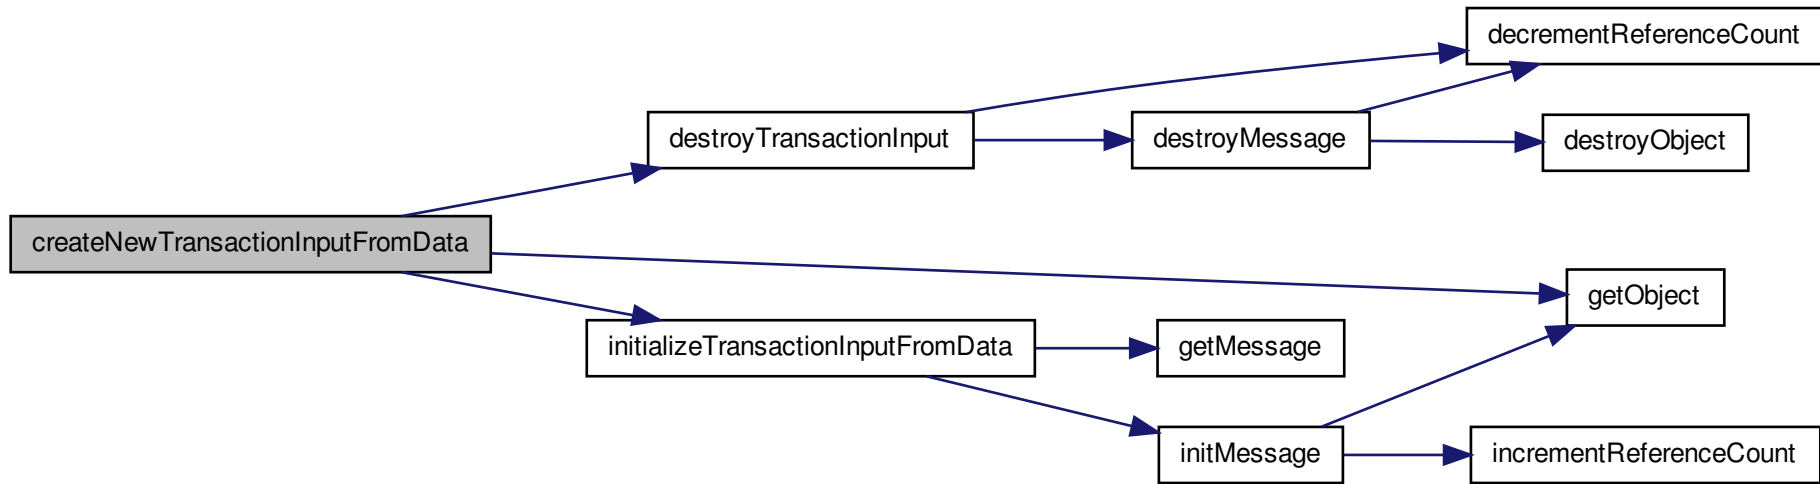 decrementReferenceCount
destroyTransactionInput
destroyMessage
destroyObject
createNewTransactionInputFromData
getObject
initializeTransactionInputFromData
getMessage
initMessage
incrementReferenceCount